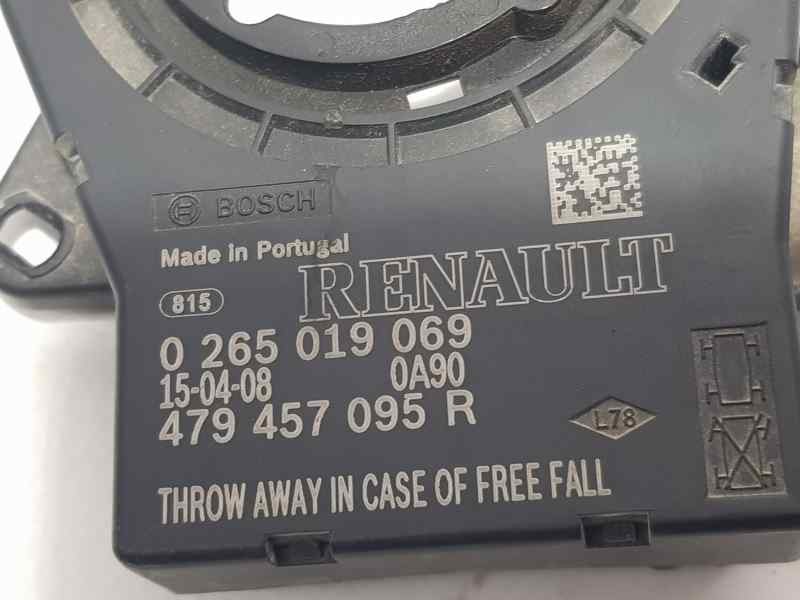 BOSCH
Made in Portugal
RENAULT
815
0 265 019 069
15-04-08 0A90
479 457 095 R
L78
THROW AWAY IN CASE OF FREE FALL